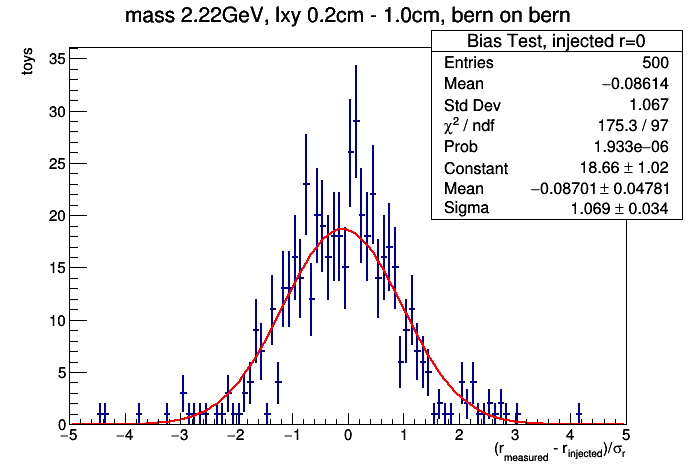 mass 2.22GeV, lxy 0.2cm - 1.0cm, bern on bern
Bias Test, injected r=0
Entries 500
Mean −0.08614
Std Dev 1.067
χ² / ndf 175.3 / 97
Prob 1.933e−06
Constant 18.66 ± 1.02
Mean −0.08701 ± 0.04781
Sigma 1.069 ± 0.034
toys
35
30
25
20
15
10
5
0
−5 −4 −3 −2 −1 0 1 2 3 4 5
(r_measured - r_injected)/σ_r